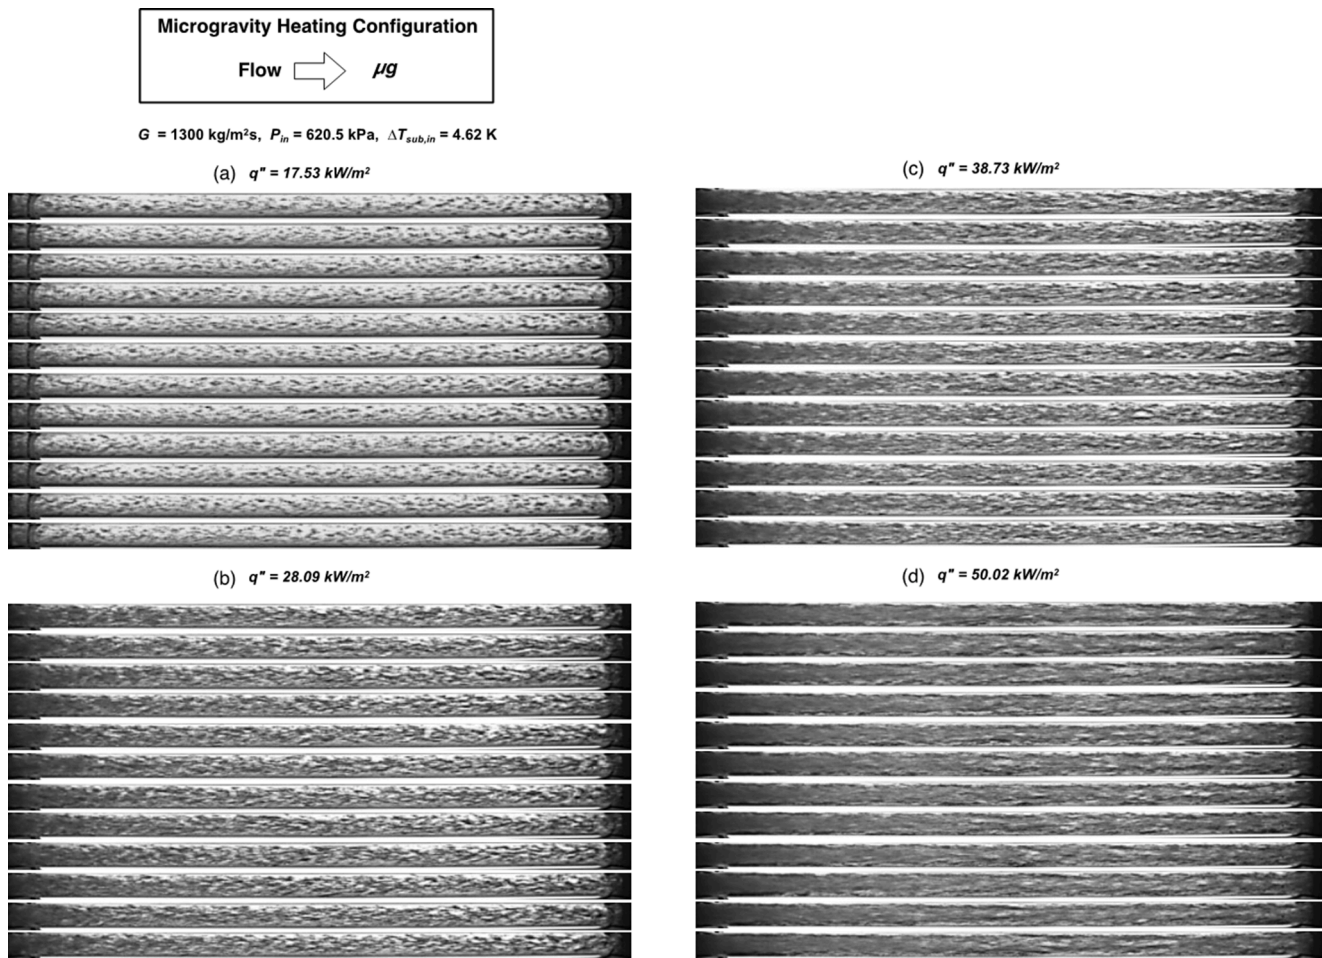 Microgravity Heating Configuration
Flow μg
G = 1300 kg/m²s, P_in = 620.5 kPa, ΔT_sub,in = 4.62 K
(a) q" = 17.53 kW/m²
(c) q" = 38.73 kW/m²
(b) q" = 28.09 kW/m²
(d) q" = 50.02 kW/m²